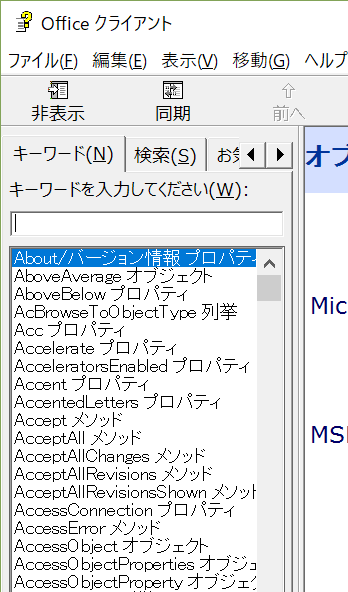 Office クライアント
ファイル(F) 編集(E) 表示(V) 移動(G) ヘルプ
非表示 同期 前へ
キーワード(N) 検索(S) お気
キーワードを入力してください(W):
About/バージョン情報 プロパティ
AboveAverage オブジェクト
AboveBelow プロパティ
AcBrowseToObjectType 列挙
Acc プロパティ
Accelerate プロパティ
AcceleratorsEnabled プロパティ
Accent プロパティ
AccentedLetters プロパティ
Accept メソッド
AcceptAll メソッド
AcceptAllChanges メソッド
AcceptAllRevisions メソッド
AcceptAllRevisionsShown メソッド
AccessConnection プロパティ
AccessError メソッド
AccessObject オブジェクト
AccessObjectProperties オブジェ
AccessObjectProperty オブジェク
オブ
Mic
MS